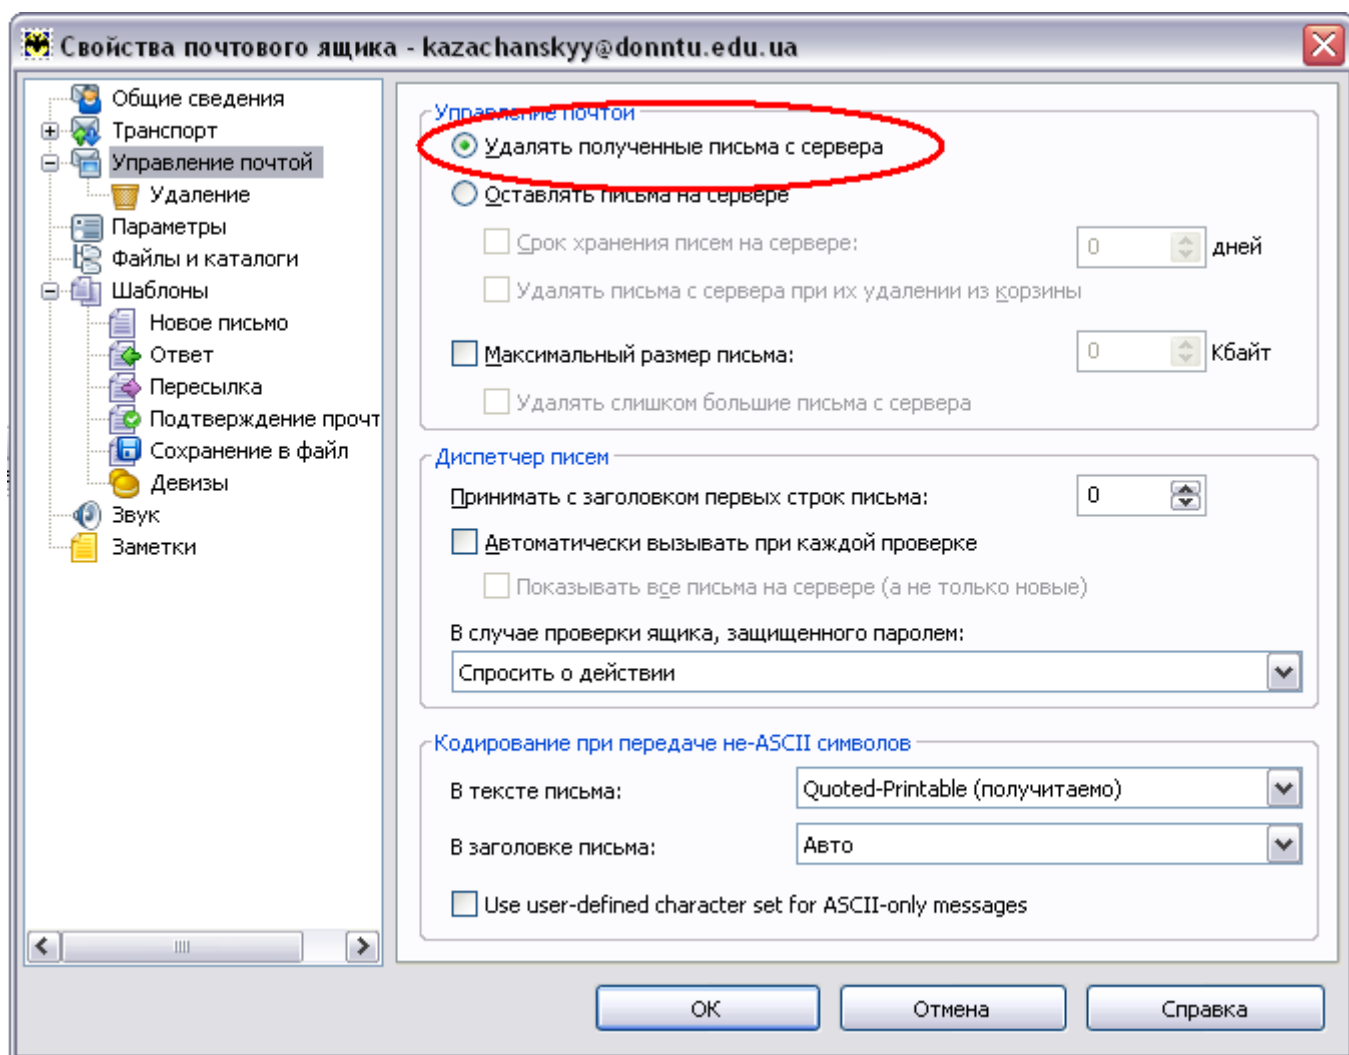 Свойства почтового ящика - kazachanskyy@donntu.edu.ua
Общие сведения
Транспорт
Управление почтой
Удаление
Параметры
Файлы и каталоги
Шаблоны
Новое письмо
Ответ
Пересылка
Подтверждение прочт
Сохранение в файл
Девизы
Звук
Заметки
Управление почтой
Удалять полученные письма с сервера
Оставлять письма на сервере
Срок хранения писем на сервере: 0 дней
Удалять письма с сервера при их удалении из корзины
Максимальный размер письма: 0 Кбайт
Удалять слишком большие письма с сервера
Диспетчер писем
Принимать с заголовком первых строк письма: 0
Автоматически вызывать при каждой проверке
Показывать все письма на сервере (а не только новые)
В случае проверки ящика, защищенного паролем:
Спросить о действии
Кодирование при передаче не-ASCII символов
В тексте письма: Quoted-Printable (получитаемо)
В заголовке письма: Авто
Use user-defined character set for ASCII-only messages
ОК Отмена Справка